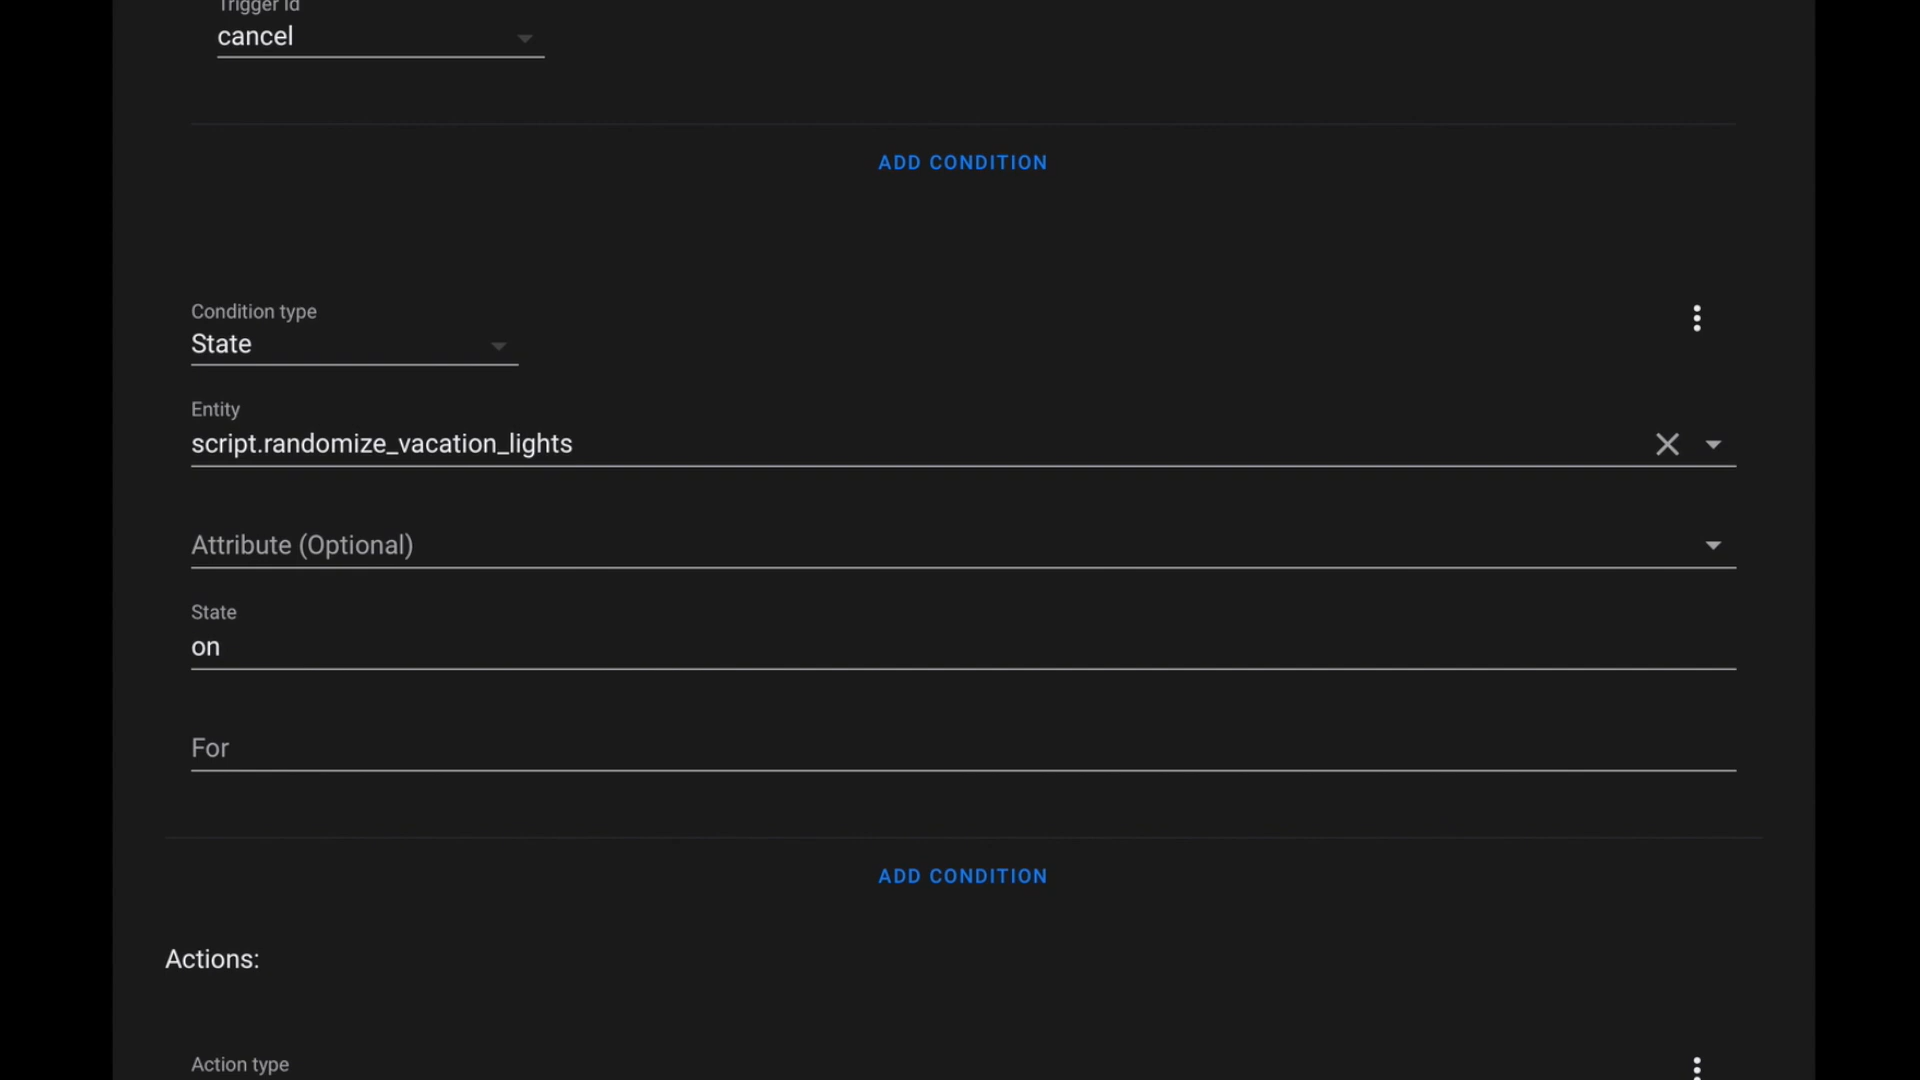 Trigger Id
cancel
ADD CONDITION
Condition type
State
Entity
script.randomize_vacation_lights
Attribute (Optional)
State
on
For
ADD CONDITION
Actions:
Action type